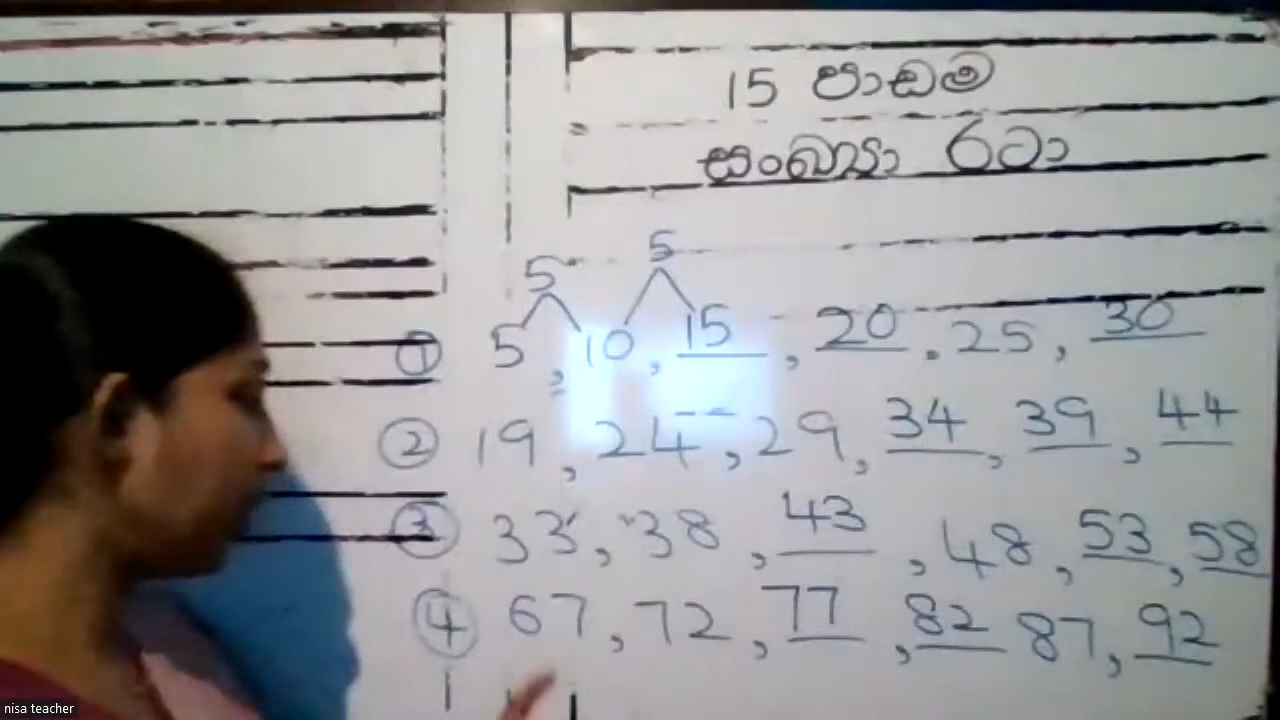 15 පාඩම
සංඛ්‍යා රටා
5 5
① 5, 10, 15, 20. 25, 30
② 19, 24, 29, 34, 39, 44
③ 33, 38, 43, 48, 53, 58
④ 67, 72, 77, 82 87, 92
nisa teacher